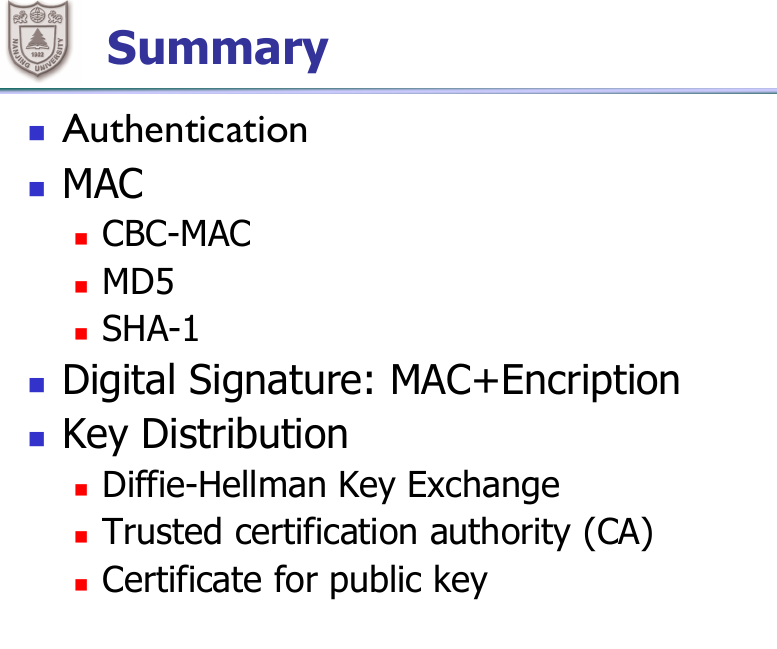 NANJING UNIVERSITY
1902
Summary
Authentication
MAC
CBC-MAC
MD5
SHA-1
Digital Signature: MAC+Encription
Key Distribution
Diffie-Hellman Key Exchange
Trusted certification authority (CA)
Certificate for public key